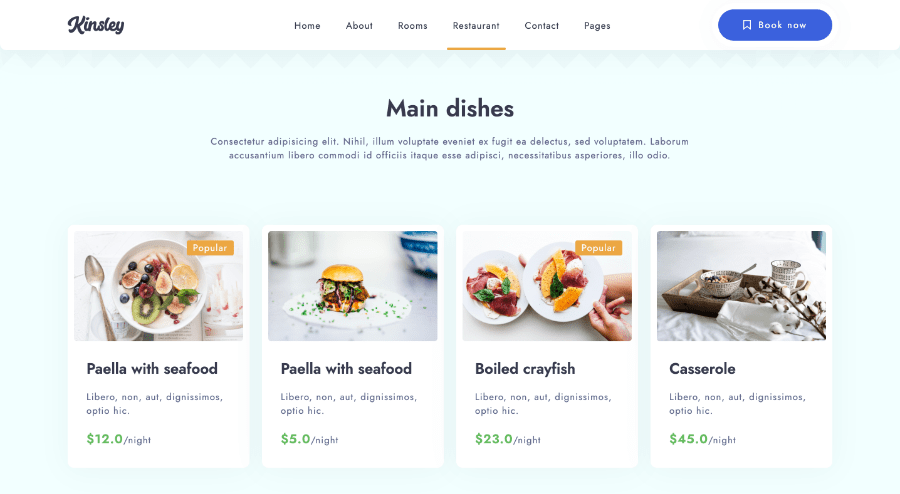 Kinsley
Home About Rooms Restaurant Contact Pages
Book now
Main dishes
Consectetur adipisicing elit. Nihil, illum voluptate eveniet ex fugit ea delectus, sed voluptatem. Laborum
accusantium libero commodi id officiis itaque esse adipisci, necessitatibus asperiores, illo odio.
Popular
Paella with seafood
Libero, non, aut, dignissimos,
optio hic.
$12.0/night
Paella with seafood
Libero, non, aut, dignissimos,
optio hic.
$5.0/night
Popular
Boiled crayfish
Libero, non, aut, dignissimos,
optio hic.
$23.0/night
Casserole
Libero, non, aut, dignissimos,
optio hic.
$45.0/night